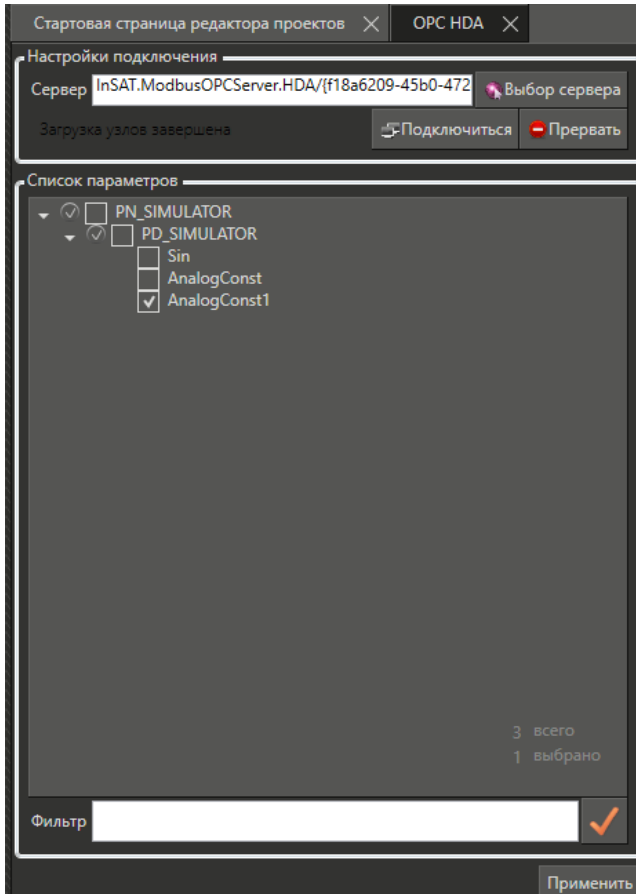 Стартовая страница редактора проектов OPC HDA
Настройки подключения
Сервер InSAT.ModbusOPCServer.HDA/{f18a6209-45b0-472 Выбор сервера
Загрузка узлов завершена Подключиться Прервать
Список параметров
PN_SIMULATOR
PD_SIMULATOR
Sin
AnalogConst
AnalogConst1
3 всего
1 выбрано
Фильтр
Применить